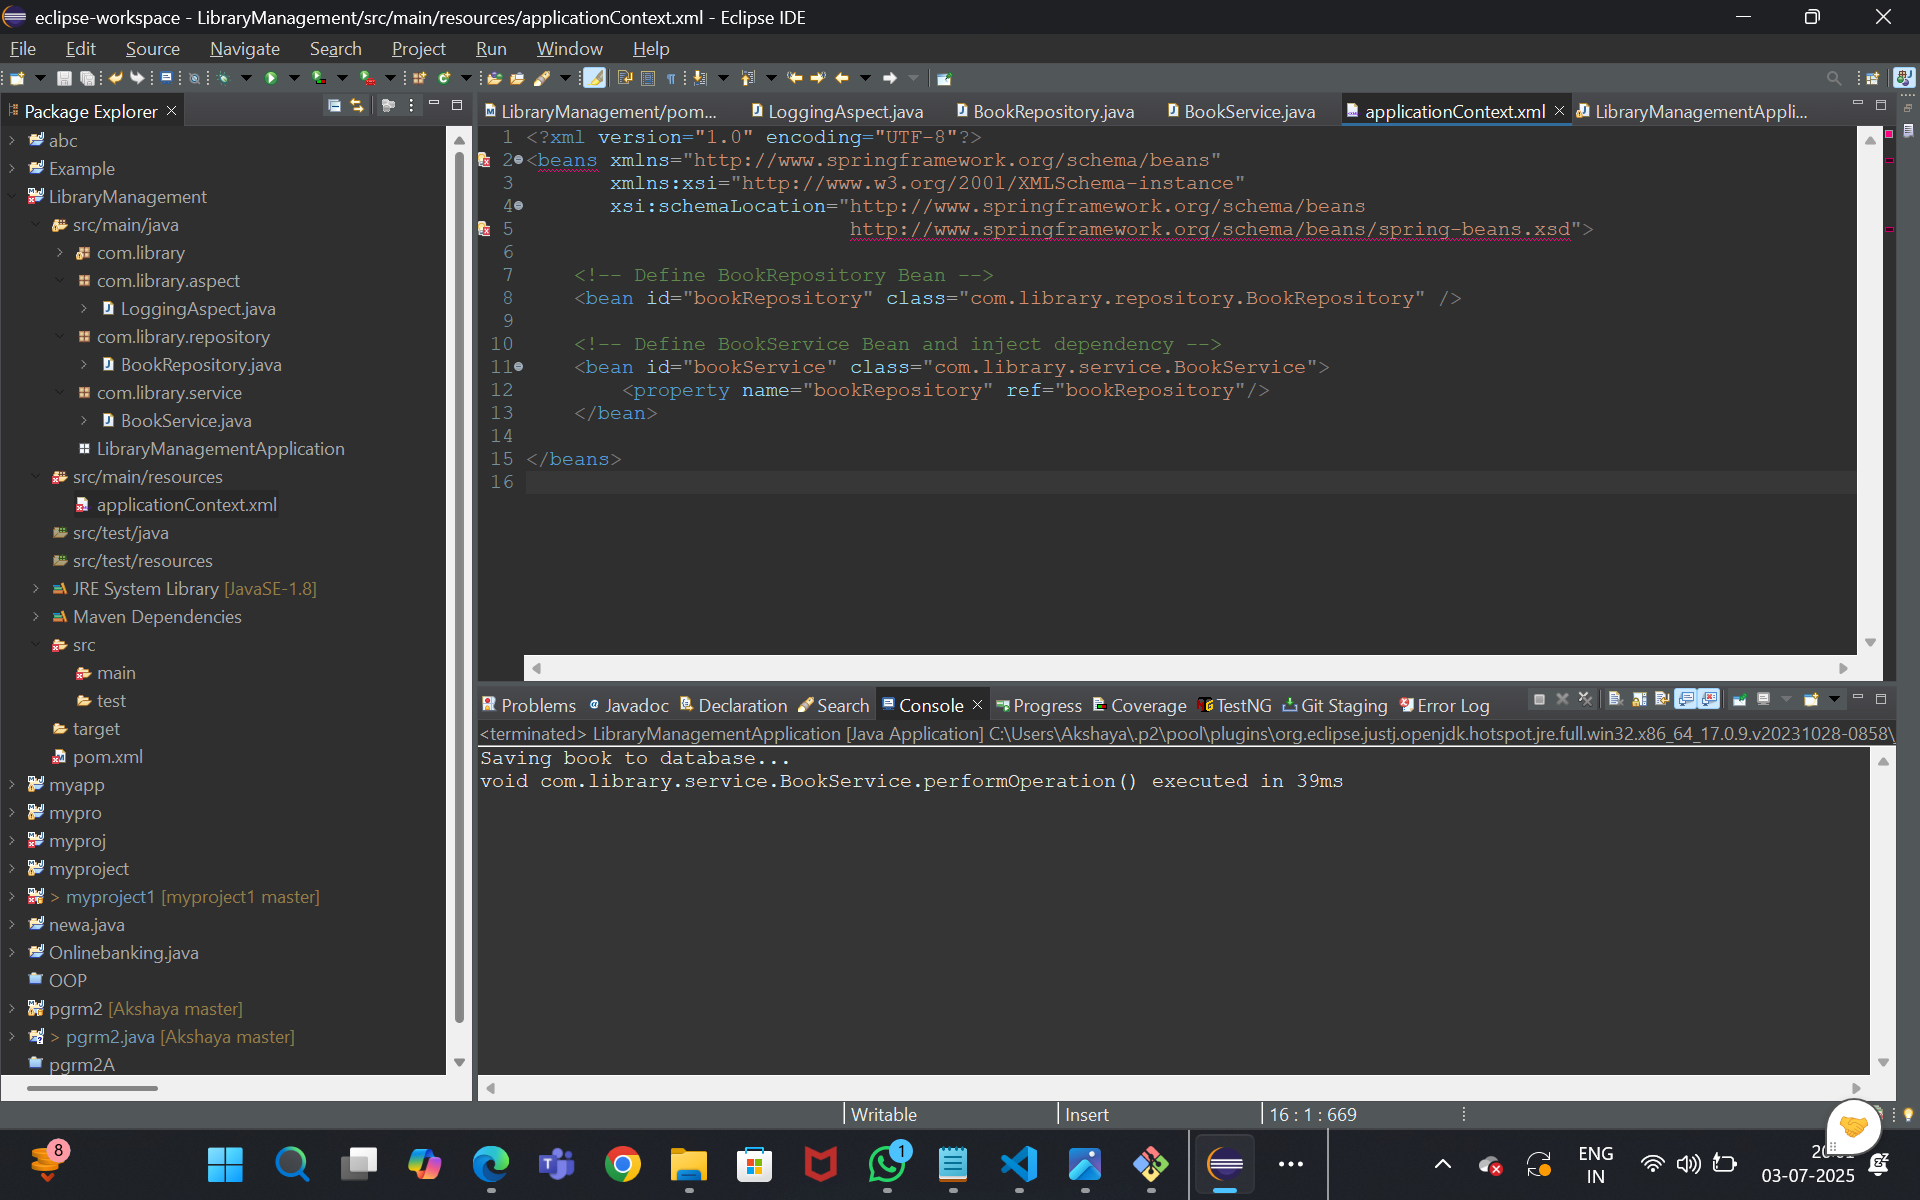 eclipse-workspace - LibraryManagement/src/main/resources/applicationContext.xml - Eclipse IDE
File Edit Source Navigate Search Project Run Window Help
Package Explorer
abc
Example
LibraryManagement
src/main/java
com.library
com.library.aspect
LoggingAspect.java
com.library.repository
BookRepository.java
com.library.service
BookService.java
LibraryManagementApplication
src/main/resources
applicationContext.xml
src/test/java
src/test/resources
JRE System Library [JavaSE-1.8]
Maven Dependencies
src
main
test
target
pom.xml
myapp
mypro
myproj
myproject
> myproject1 [myproject1 master]
newa.java
Onlinebanking.java
OOP
pgrm2 [Akshaya master]
> pgrm2.java [Akshaya master]
pgrm2A
LibraryManagement/pom... LoggingAspect.java BookRepository.java BookService.java applicationContext.xml LibraryManagementAppli...
1 <?xml version="1.0" encoding="UTF-8"?>
2 <beans xmlns="http://www.springframework.org/schema/beans"
3 xmlns:xsi="http://www.w3.org/2001/XMLSchema-instance"
4 xsi:schemaLocation="http://www.springframework.org/schema/beans
5 http://www.springframework.org/schema/beans/spring-beans.xsd">
6
7 <!-- Define BookRepository Bean -->
8 <bean id="bookRepository" class="com.library.repository.BookRepository" />
9
10 <!-- Define BookService Bean and inject dependency -->
11 <bean id="bookService" class="com.library.service.BookService">
12 <property name="bookRepository" ref="bookRepository"/>
13 </bean>
14
15 </beans>
16
Problems Javadoc Declaration Search Console Progress Coverage TestNG Git Staging Error Log
<terminated> LibraryManagementApplication [Java Application] C:\Users\Akshaya\.p2\pool\plugins\org.eclipse.justj.openjdk.hotspot.jre.full.win32.x86_64_17.0.9.v20231028-0858\
Saving book to database...
void com.library.service.BookService.performOperation() executed in 39ms
Writable Insert 16 : 1 : 669
8
1
ENG
IN
03-07-2025